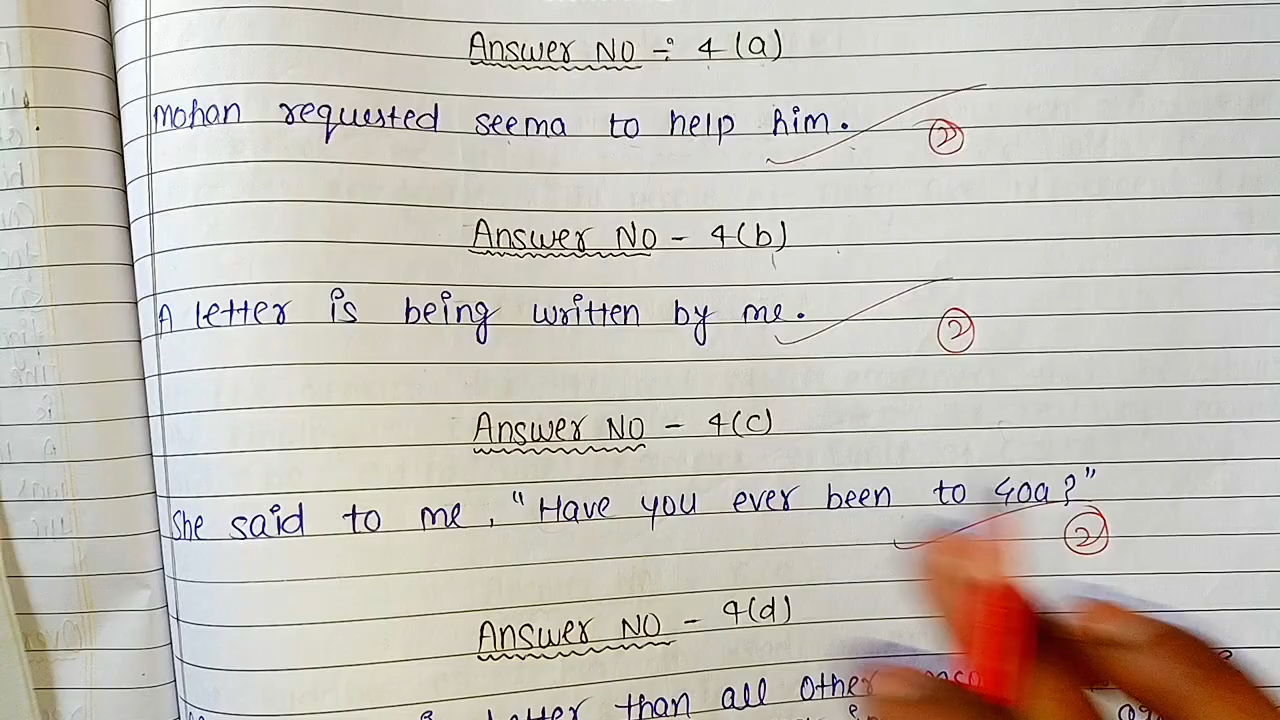 Answer No -: 4 (a)
Mohan requested seema to help him.
2
Answer No - 4(b)
A letter is being written by me.
2
Answer No - 4(c)
She said to me, "Have you ever been to Goa?"
2
Answer No - 4(d)
than all other